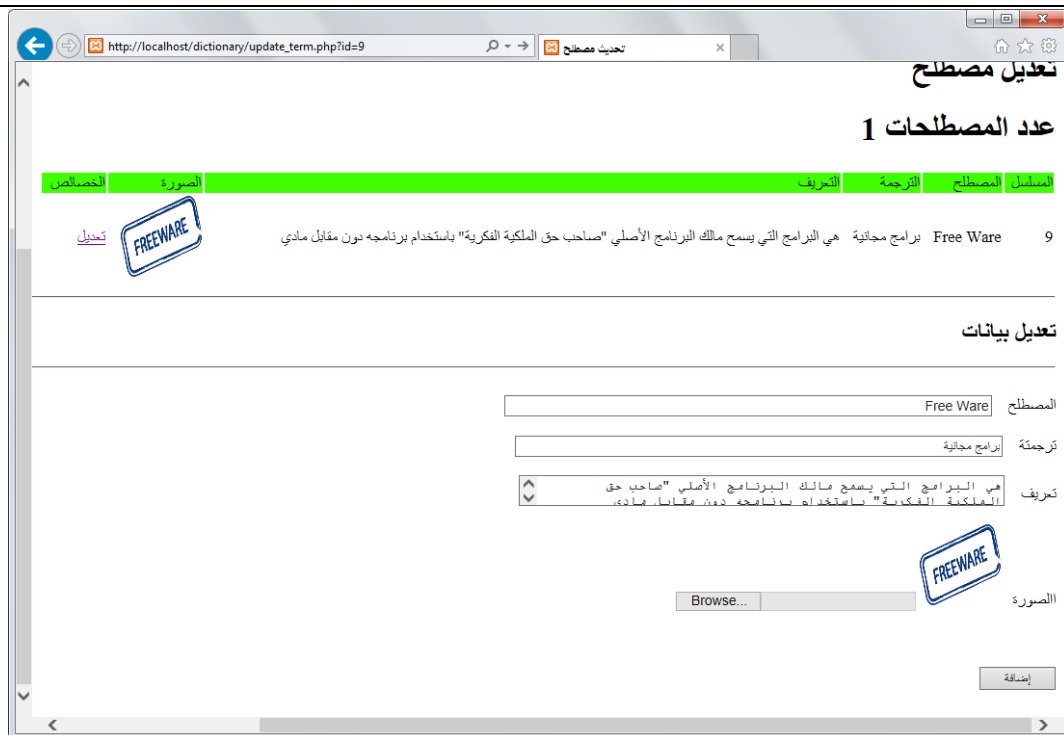 http://localhost/dictionary/update_term.php?id=9
تحديث مصطلح
تعديل مصطلح
عدد المصطلحات 1
المسلسل المصطلح الترجمة التعريف الصورة الخصائص
9 Free Ware برامج مجانية هي البرامج التي يسمح مالك البرنامج الأصلي "صاحب حق الملكية الفكرية" باستخدام برنامجه دون مقابل مادي FREEWARE تعديل
تعديل بيانات
المصطلح Free Ware
ترجمتة برامج مجانية
تعريف هي البرامج التي يسمح مالك البرنامج الأصلي "صاحب حق
الملكية الفكرية" باستخدام برنامجه دون مقابل مادي
FREEWARE
االصورة Browse...
إضافة